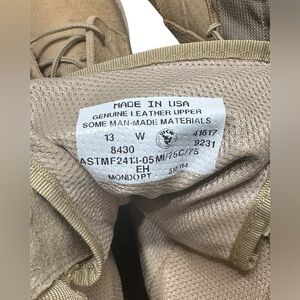 MADE IN USA
GENUINE LEATHER UPPER
SOME MAN-MADE MATERIALS
13 W 41617
8430 9231
ASTMF2413-05 MI/75C/75
EH
MONDOPT